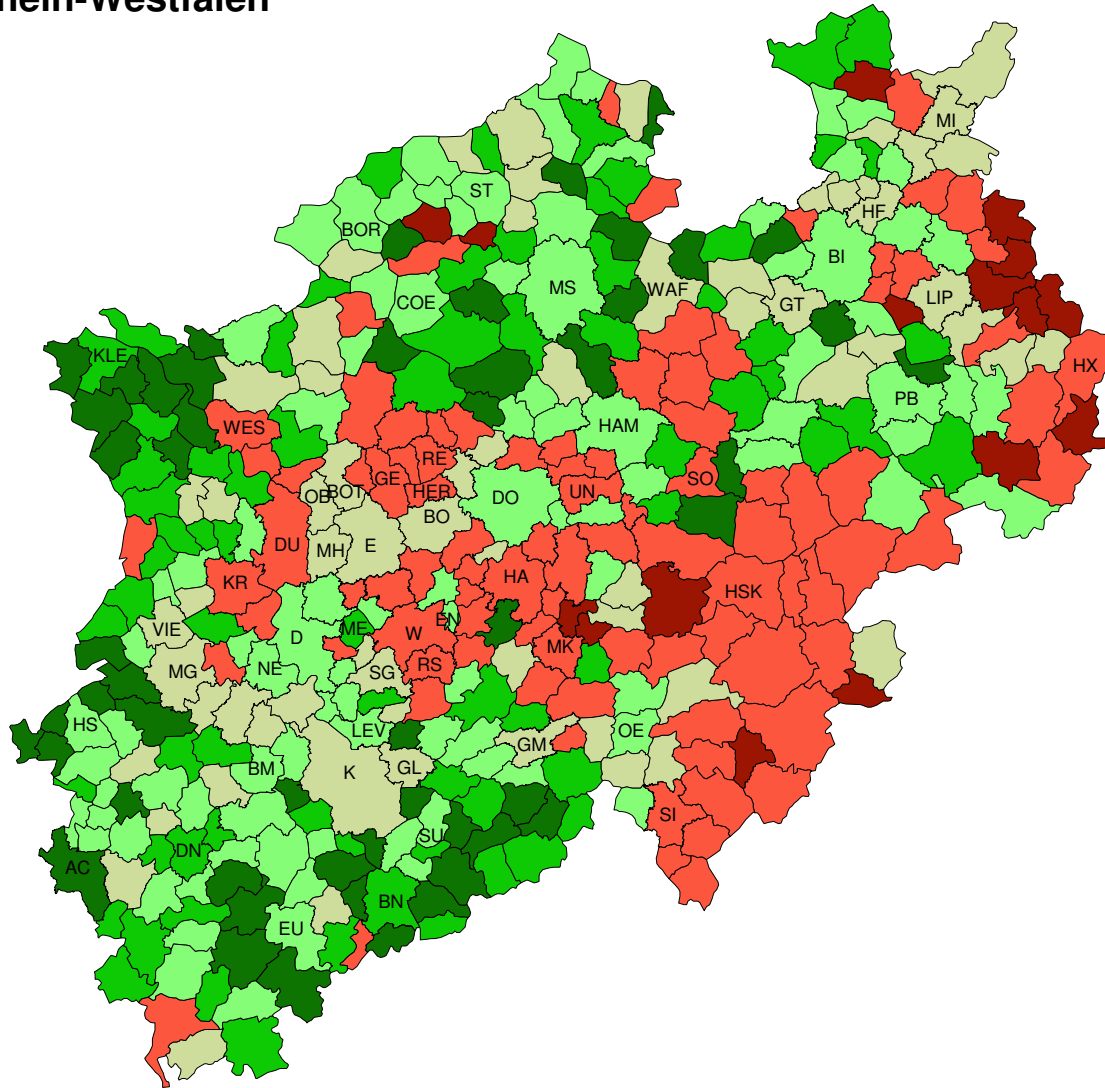 hein-Westfalen
MI
ST
HF
BOR
BI
MS
WAF
LIP
COE
GT
KLE
HX
PB
WES
HAM
RE
GE
SO
OB
BOT
HER
DO
UN
BO
DU
MH
E
KR
HA
HSK
EN
VIE
ME
W
D
MK
MG
NE
SG
RS
HS
LEV
OE
GM
BM
K
GL
SI
SU
DN
AC
BN
EU